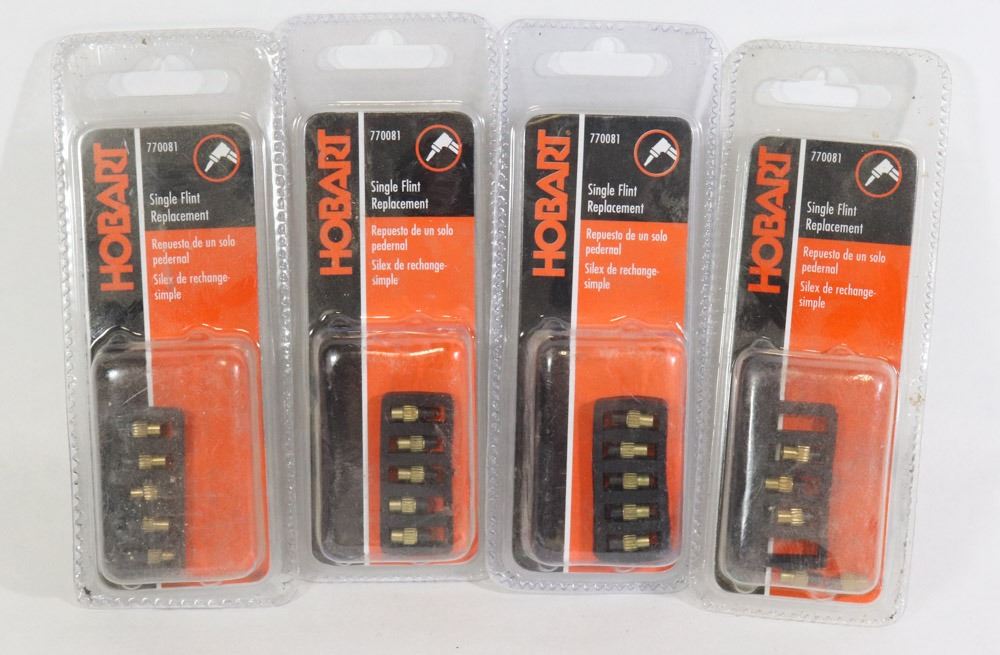 HOBART
770081
Single Flint
Replacement
Repuesto de un solo
pedernal
Silex de rechange-
simple
HOBART
770081
Single Flint
Replacement
Repuesto de un solo
pedernal
Silex de rechange-
simple
HOBART
770081
Single Flint
Replacement
Repuesto de un solo
pedernal
Silex de rechange-
simple
HOBART
770081
Single Flint
Replacement
Repuesto de un solo
pedernal
Silex de rechange-
simple